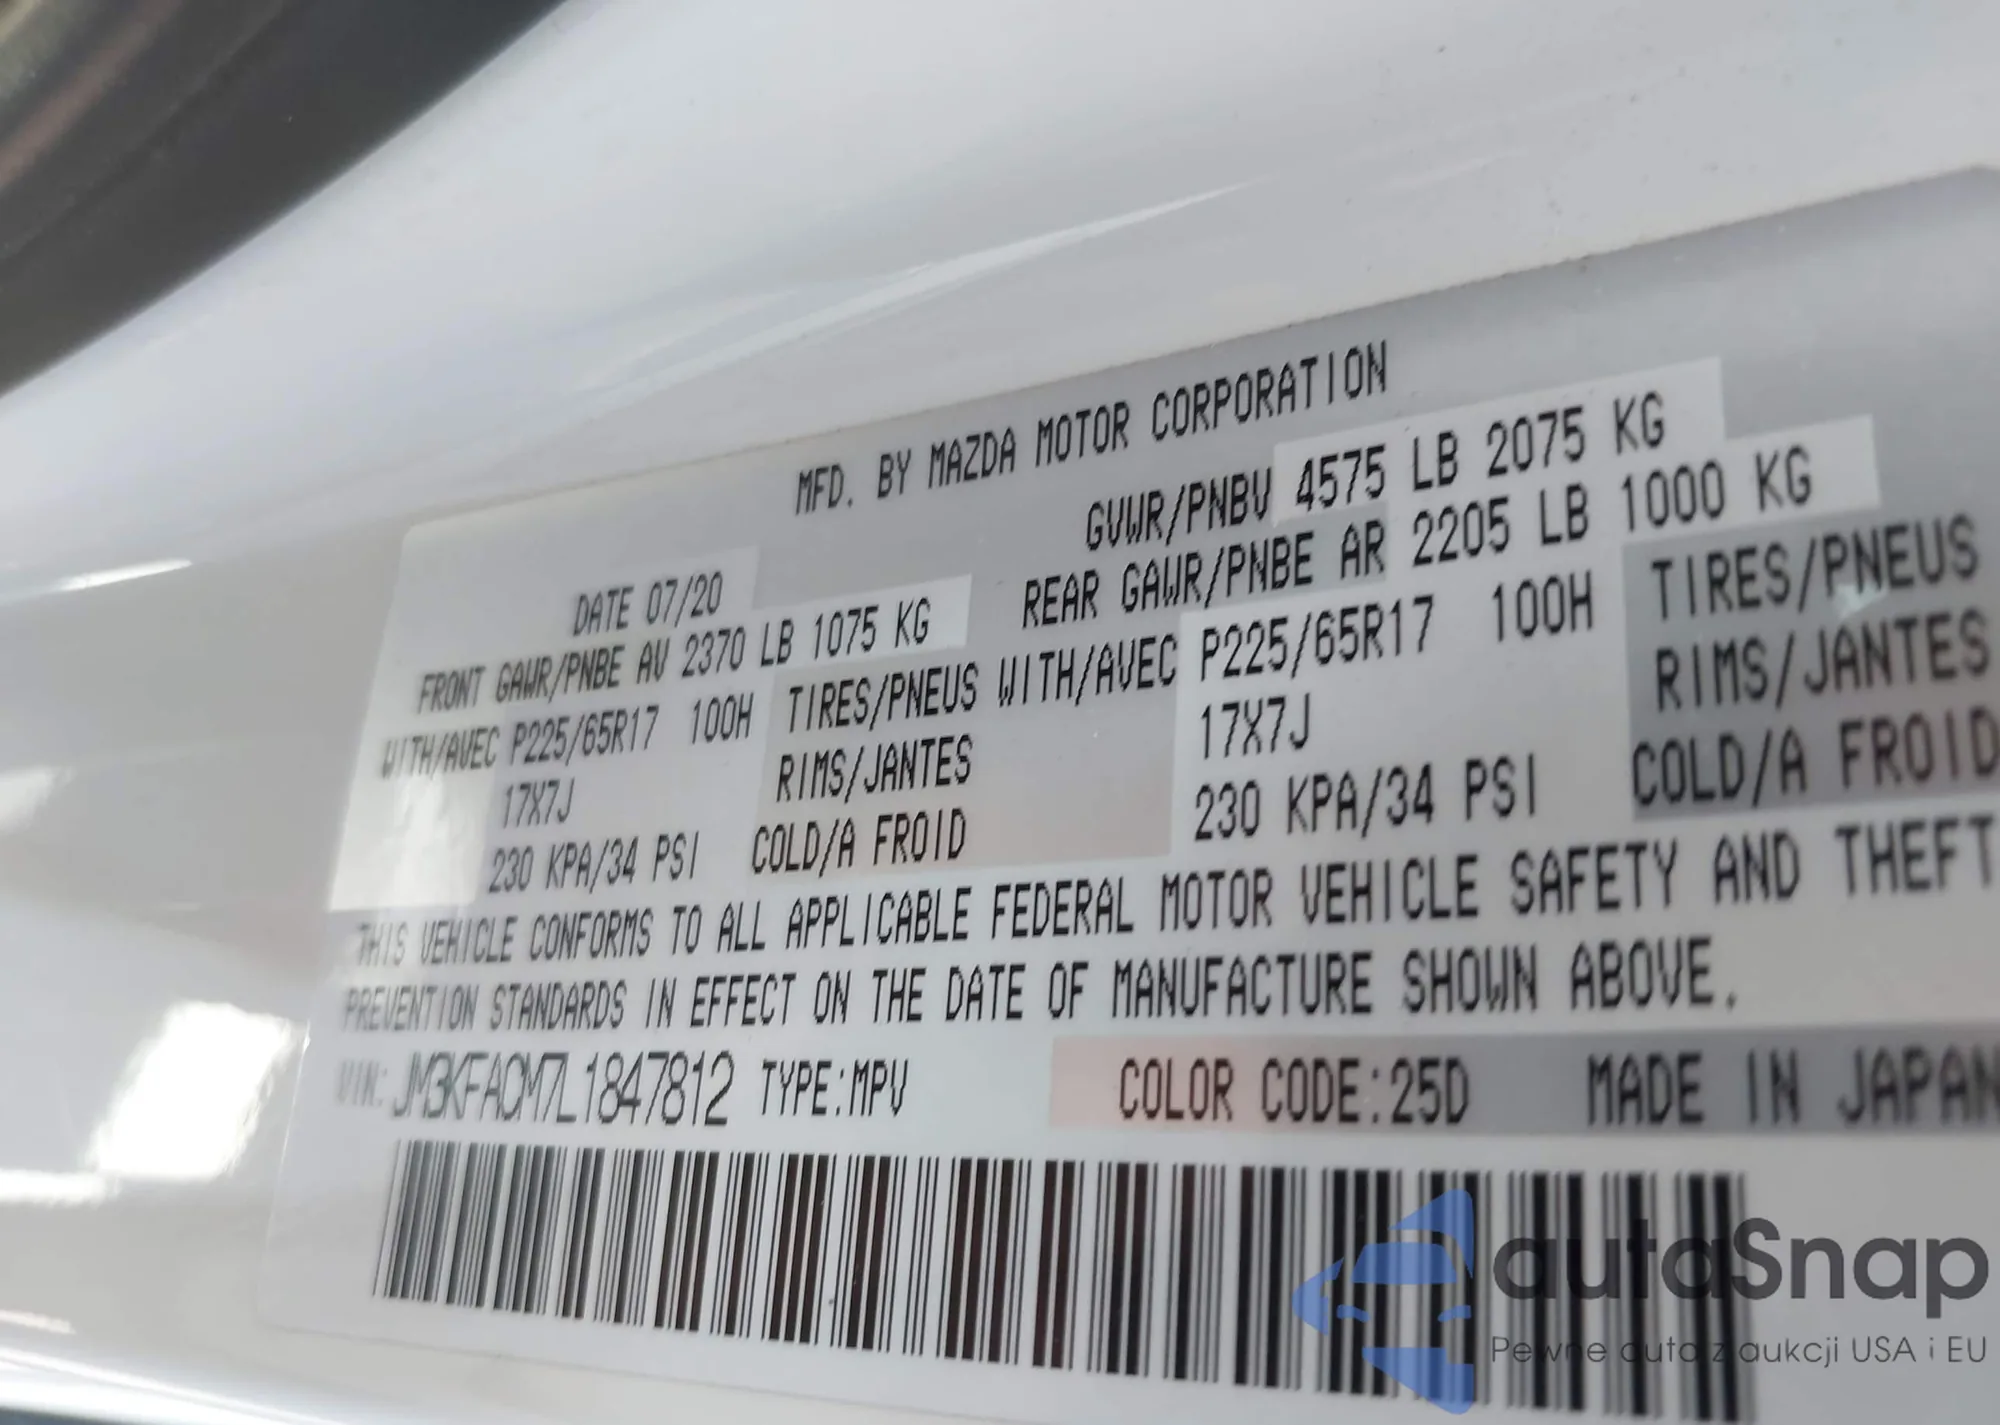 MFD. BY MAZDA MOTOR CORPORATION
DATE 07/20 GVWR/PNBV 4575 LB 2075 KG
FRONT GAWR/PNBE AV 2370 LB 1075 KG REAR GAWR/PNBE AR 2205 LB 1000 KG
WITH/AVEC P225/65R17 100H TIRES/PNEUS WITH/AVEC P225/65R17 100H TIRES/PNEUS
17X7J RIMS/JANTES 17X7J RIMS/JANTES
230 KPA/34 PSI COLD/A FROID 230 KPA/34 PSI COLD/A FROID
THIS VEHICLE CONFORMS TO ALL APPLICABLE FEDERAL MOTOR VEHICLE SAFETY AND THEFT
PREVENTION STANDARDS IN EFFECT ON THE DATE OF MANUFACTURE SHOWN ABOVE.
VIN: JM3KFACM7L1847812 TYPE:MPV COLOR CODE:25D MADE IN JAPAN
autaSnap
Pewne auta z aukcji USA i EU